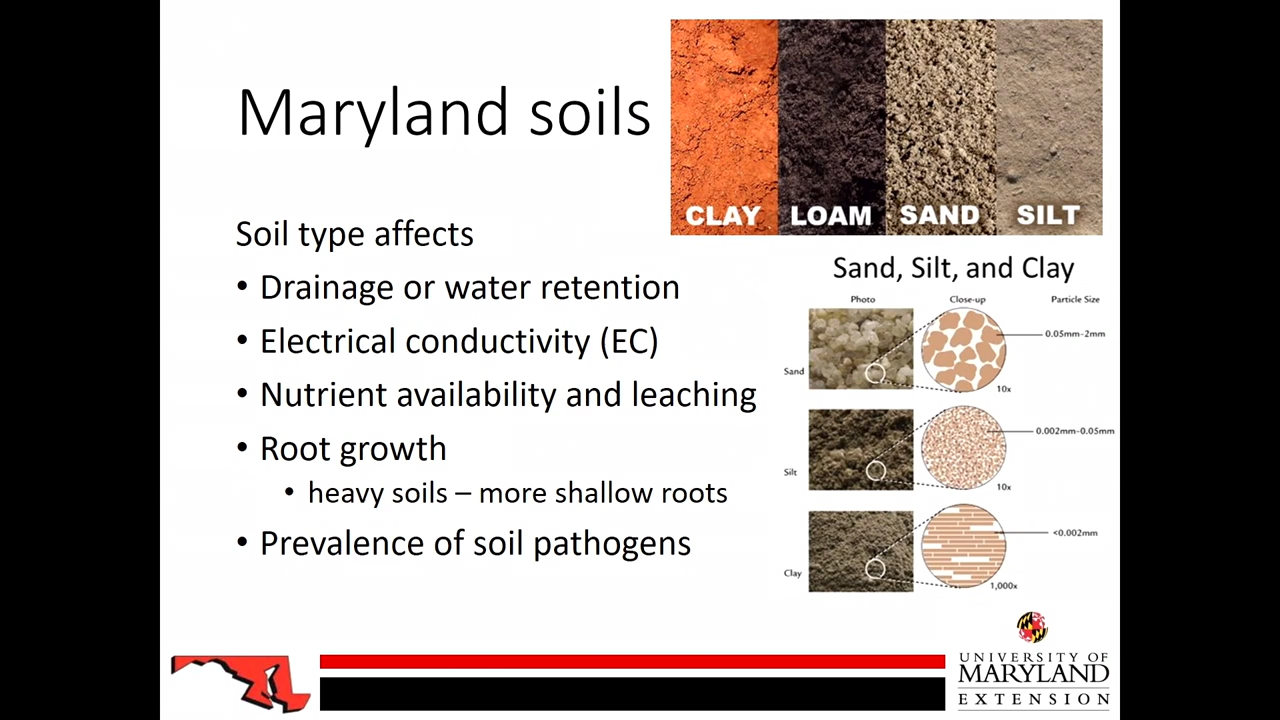 Maryland soils
CLAY LOAM SAND SILT
Soil type affects
• Drainage or water retention
• Electrical conductivity (EC)
• Nutrient availability and leaching
• Root growth
• heavy soils – more shallow roots
• Prevalence of soil pathogens
Sand, Silt, and Clay
Photo Close-up Particle Size
Sand 0.05mm-2mm
10x
Silt 0.002mm-0.05mm
10x
Clay <0.002mm
1,000x
UNIVERSITY OF
MARYLAND
EXTENSION